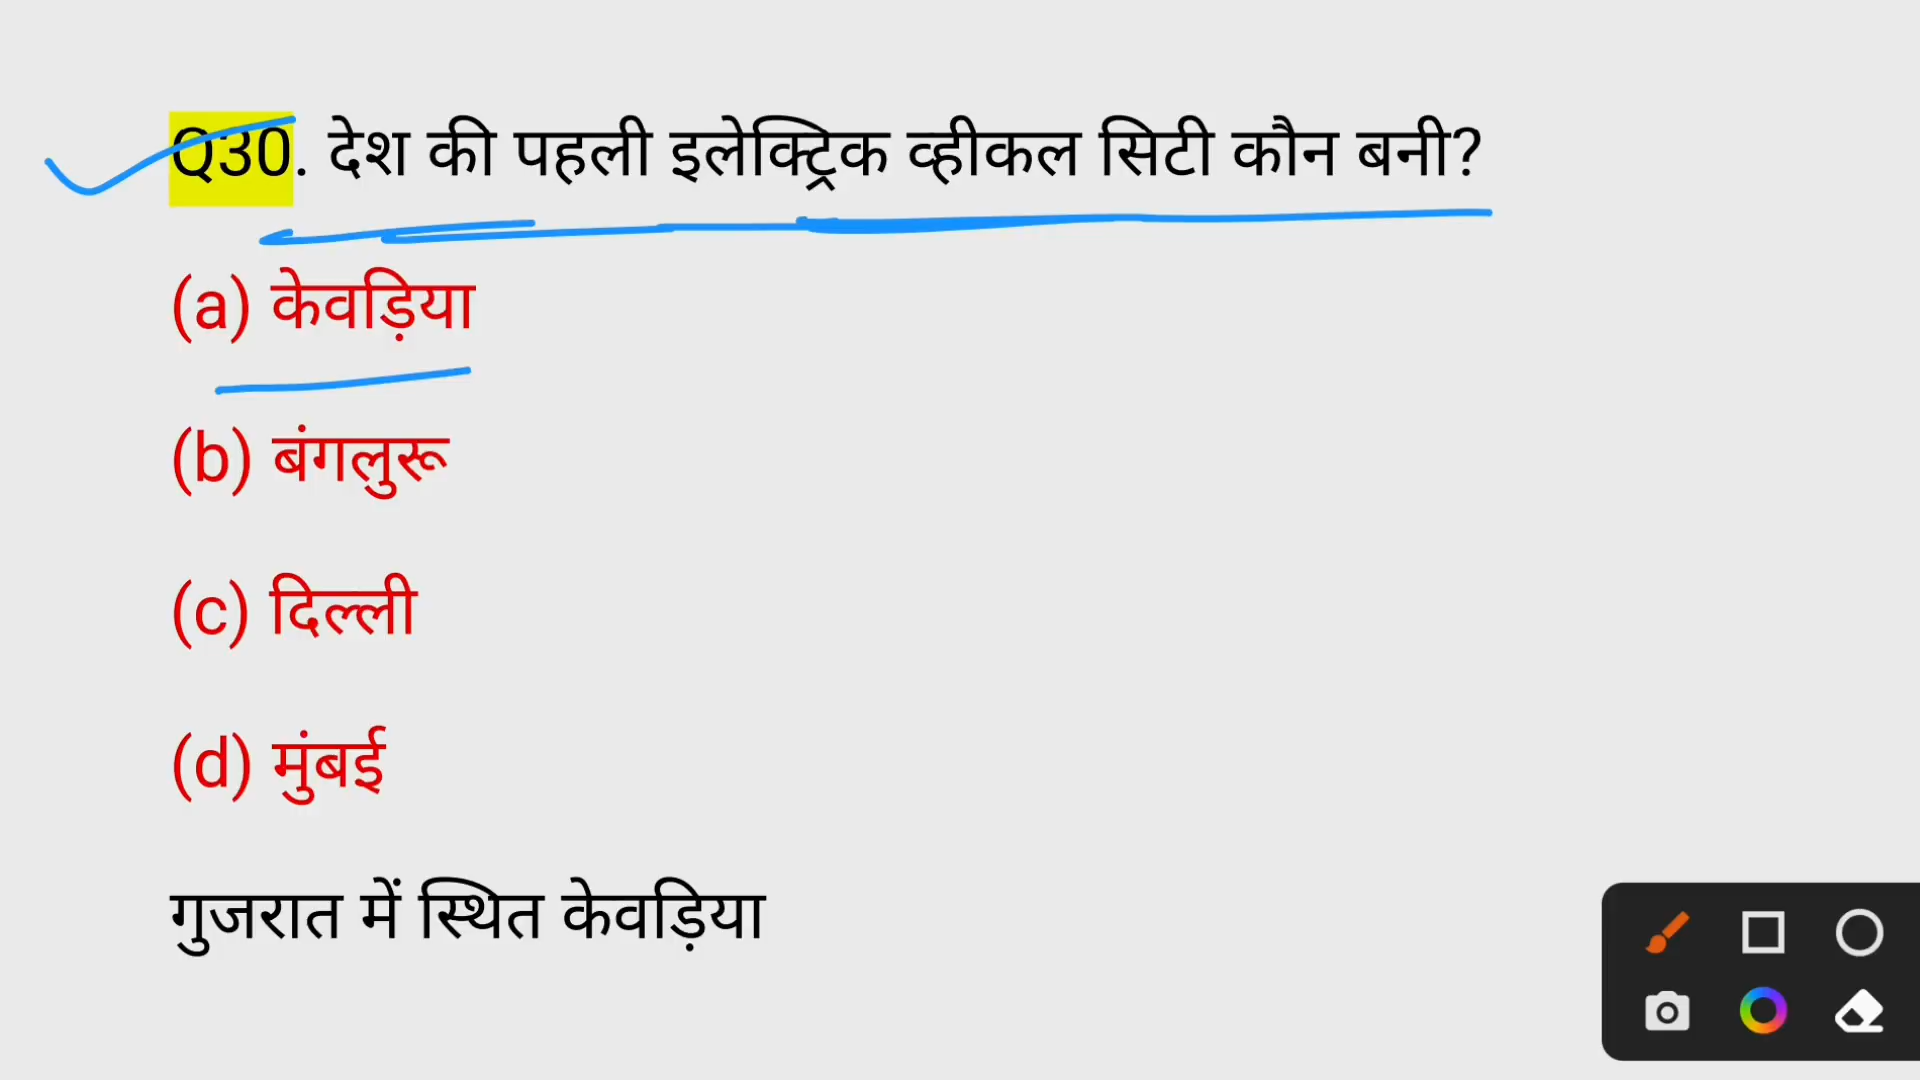 Q30. देश की पहली इलेक्ट्रिक व्हीकल सिटी कौन बनी?
(a) केवड़िया
(b) बंगलुरू
(c) दिल्ली
(d) मुंबई
गुजरात में स्थित केवड़िया